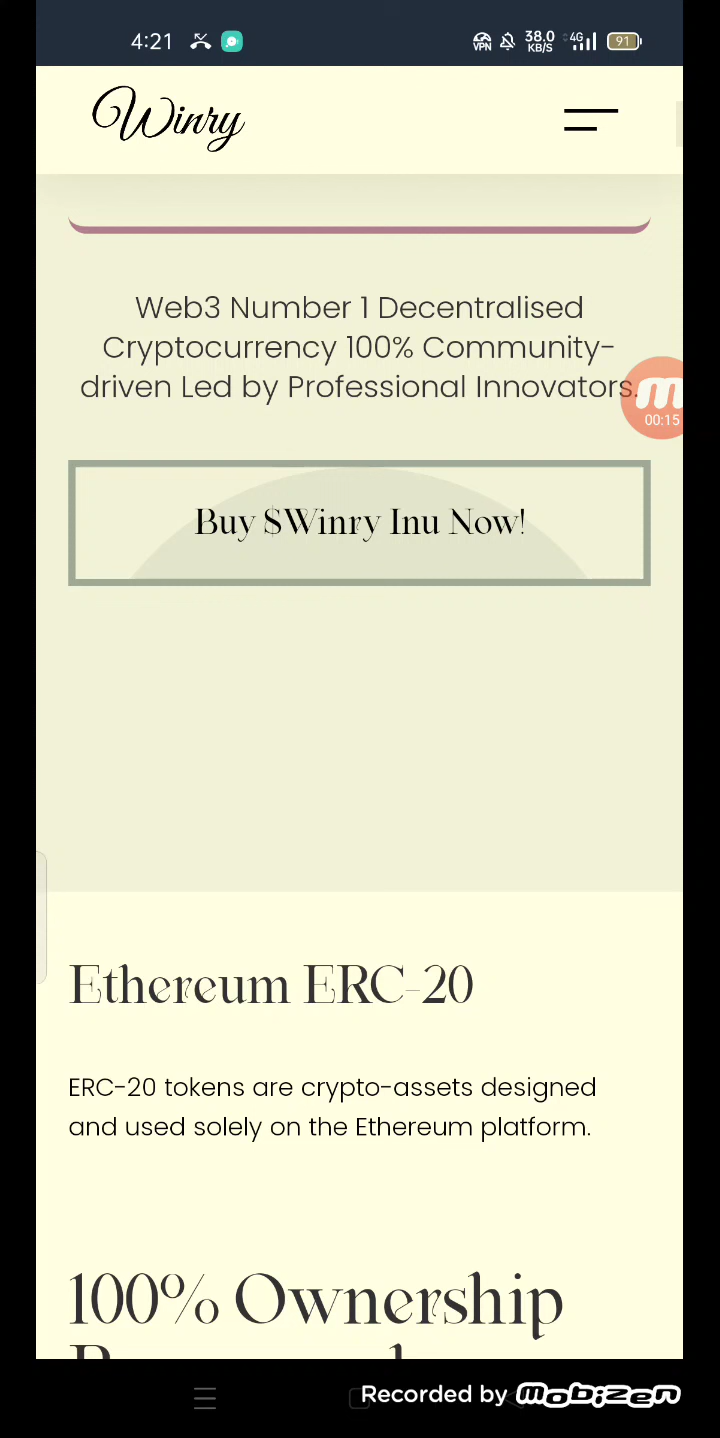 4:21 VPN 38.0 KB/S 4G 91
Winry
Web3 Number 1 Decentralised
Cryptocurrency 100% Community-
driven Led by Professional Innovators.
00:15
Buy $Winry Inu Now!
Ethereum ERC-20
ERC-20 tokens are crypto-assets designed
and used solely on the Ethereum platform.
100% Ownership
Recorded by mobizen